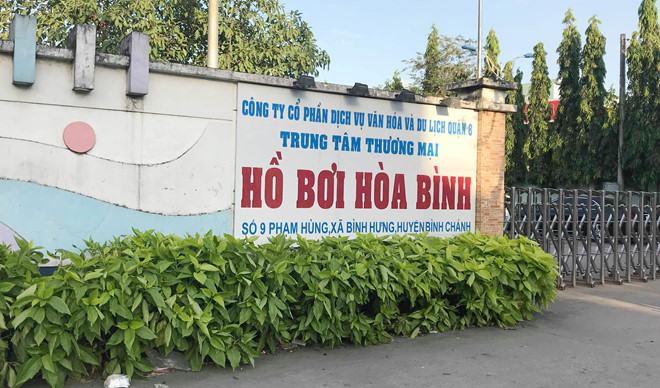 CÔNG TY CỔ PHẦN DỊCH VỤ VĂN HÓA VÀ DU LỊCH QUẬN 8
TRUNG TÂM THƯƠNG MẠI
HỒ BƠI HÒA BÌNH
SỐ 9 PHẠM HÙNG,XÃ BÌNH HƯNG,HUYỆN BÌNH CHÁNH